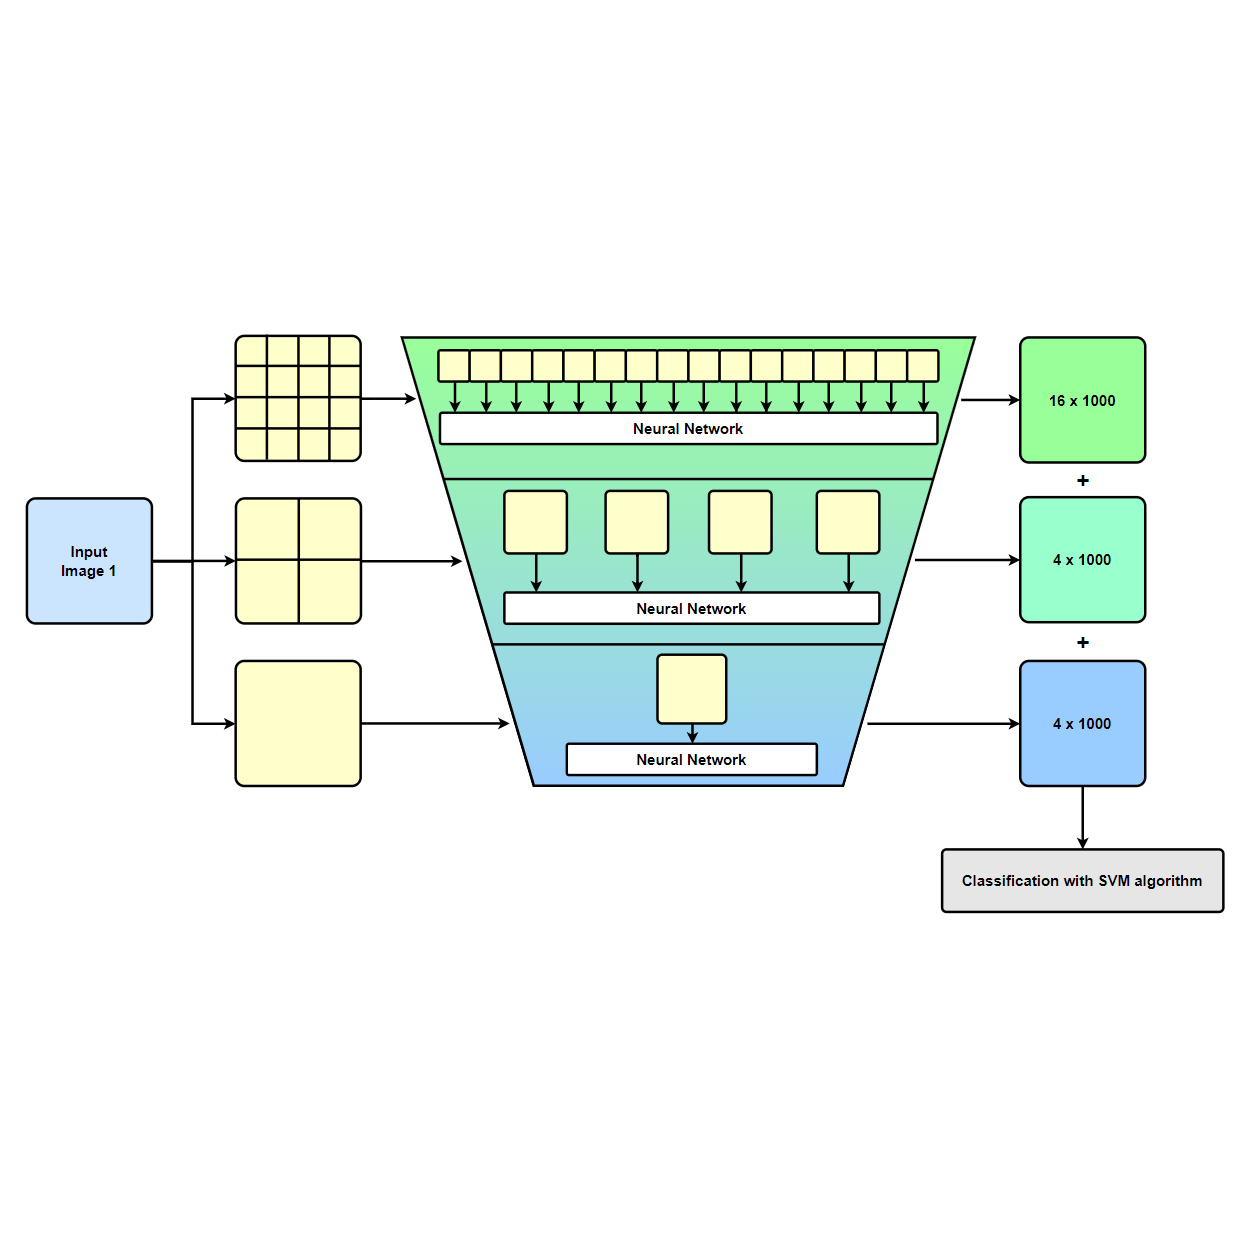 Input
Image 1
Neural Network
Neural Network
Neural Network
16 x 1000
+
4 x 1000
+
4 x 1000
Classification with SVM algorithm